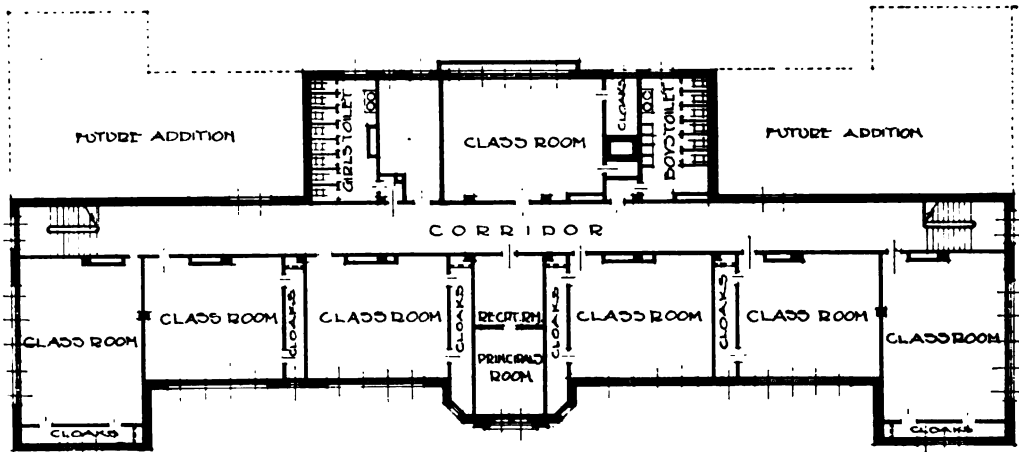 FUTURE ADDITION
GIRLS TOILET
CLASS ROOM
CLOAKS
BOYS TOILET
FUTURE ADDITION
CORRIDOR
CLASS ROOM
CLASS ROOM
CLOAKS
CLASS ROOM
CLOAKS
RECPT. RM.
PRINCIPALS
ROOM
CLOAKS
CLASS ROOM
CLOAKS
CLASS ROOM
CLASS ROOM
CLOAKS
CLOAKS